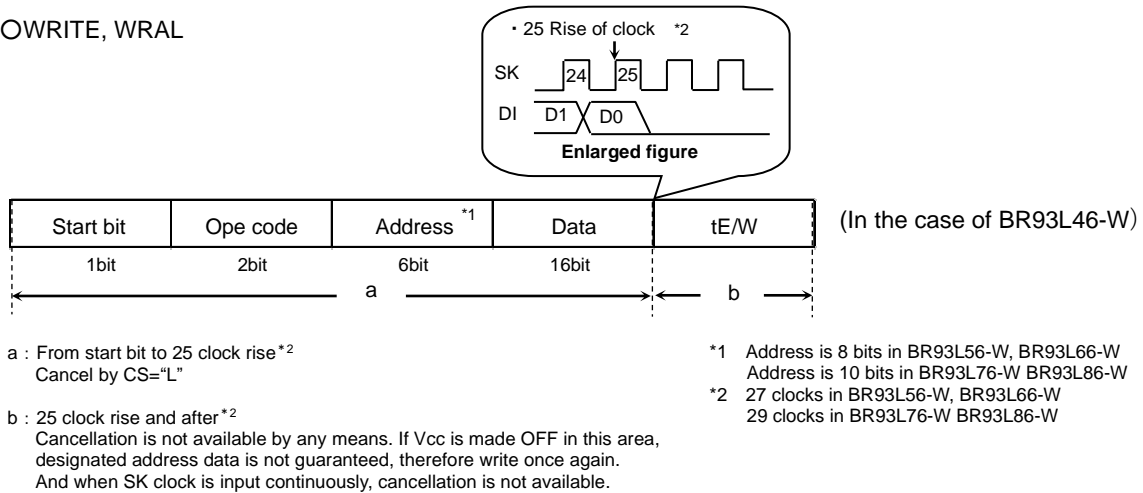 ○WRITE, WRAL
・25 Rise of clock *2
SK 24 25
DI D1 D0
Enlarged figure
Start bit Ope code Address *1 Data tE/W (In the case of BR93L46-W)
1bit 2bit 6bit 16bit
a b
a：From start bit to 25 clock rise*2
Cancel by CS=“L”
b：25 clock rise and after*2
Cancellation is not available by any means. If Vcc is made OFF in this area,
designated address data is not guaranteed, therefore write once again.
And when SK clock is input continuously, cancellation is not available.
*1 Address is 8 bits in BR93L56-W, BR93L66-W
Address is 10 bits in BR93L76-W BR93L86-W
*2 27 clocks in BR93L56-W, BR93L66-W
29 clocks in BR93L76-W BR93L86-W